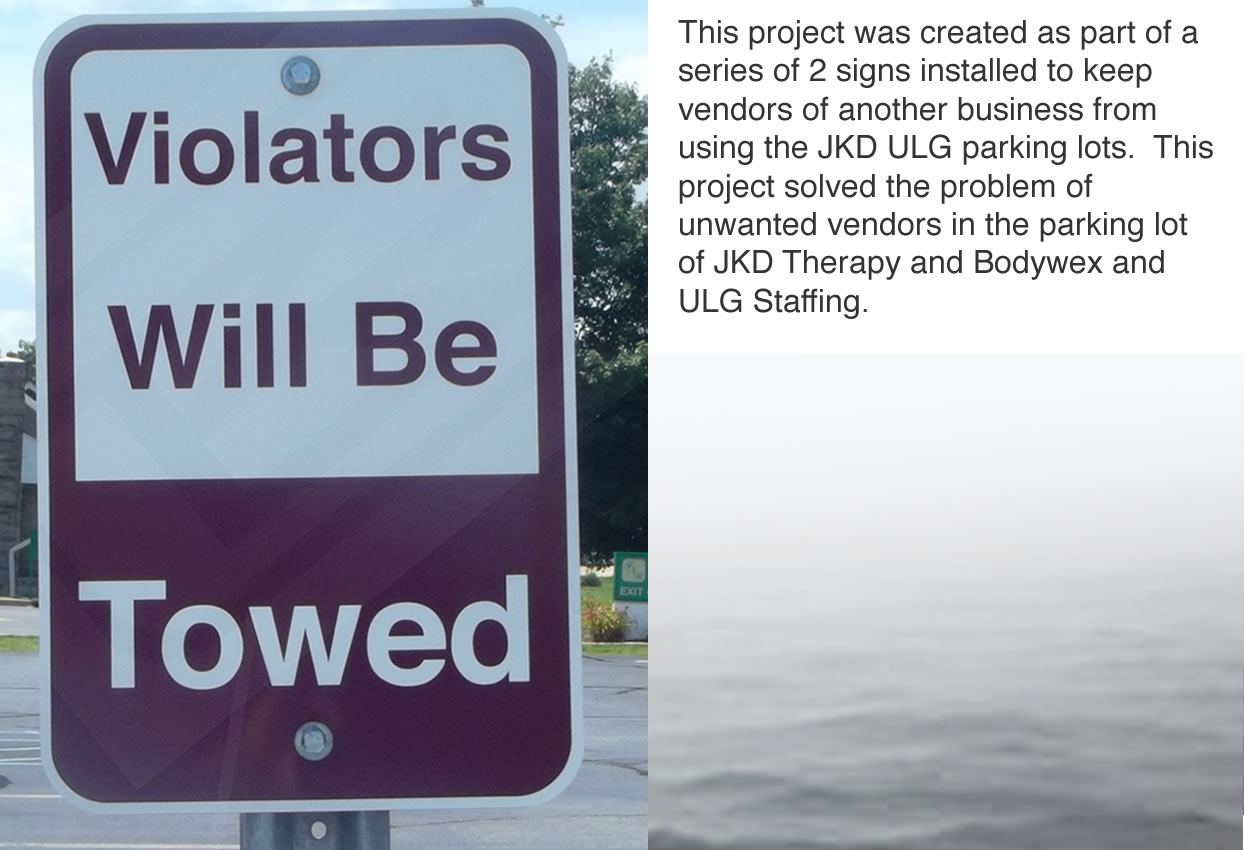 Violators
Will Be
Towed
EXIT
This project was created as part of a
series of 2 signs installed to keep
vendors of another business from
using the JKD ULG parking lots.  This
project solved the problem of
unwanted vendors in the parking lot
of JKD Therapy and Bodywex and
ULG Staffing.